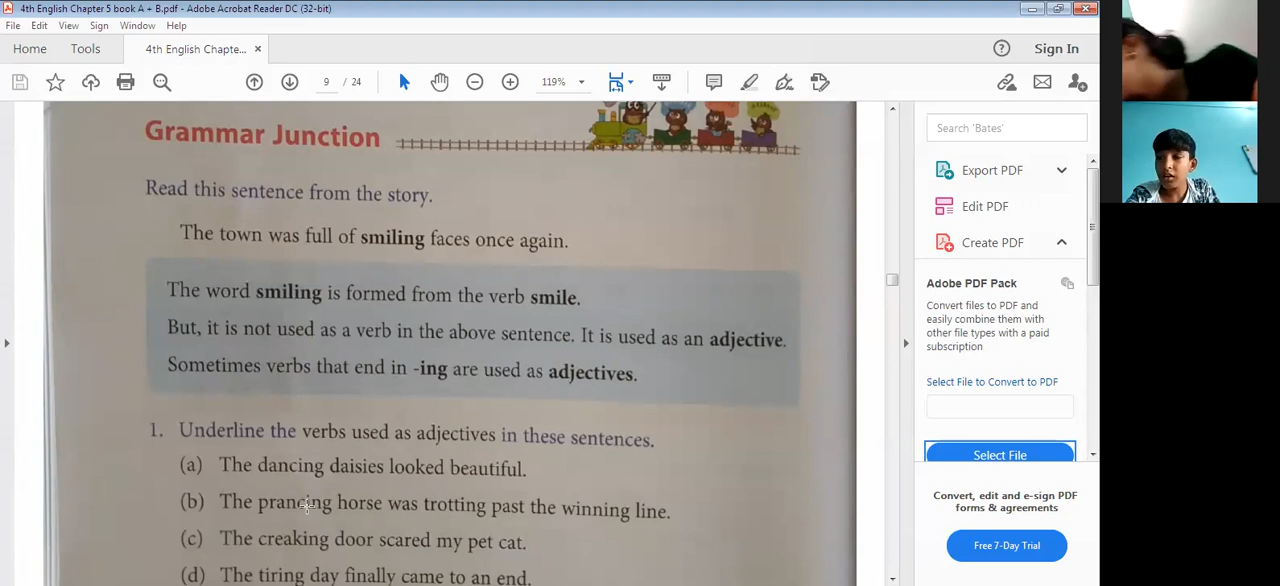 4th English Chapter 5 book A + B.pdf - Adobe Acrobat Reader DC (32-bit)
File Edit View Sign Window Help
Home Tools 4th English Chapte... × Sign In
9 / 24 119%
Grammar Junction
Read this sentence from the story.
The town was full of smiling faces once again.
The word smiling is formed from the verb smile.
But, it is not used as a verb in the above sentence. It is used as an adjective.
Sometimes verbs that end in -ing are used as adjectives.
1. Underline the verbs used as adjectives in these sentences.
(a) The dancing daisies looked beautiful.
(b) The prancing horse was trotting past the winning line.
(c) The creaking door scared my pet cat.
(d) The tiring day finally came to an end.
Search 'Bates'
Export PDF
Edit PDF
Create PDF
Adobe PDF Pack
Convert files to PDF and
easily combine them with
other file types with a paid
subscription
Select File to Convert to PDF
Select File
Convert, edit and e-sign PDF
forms & agreements
Free 7-Day Trial